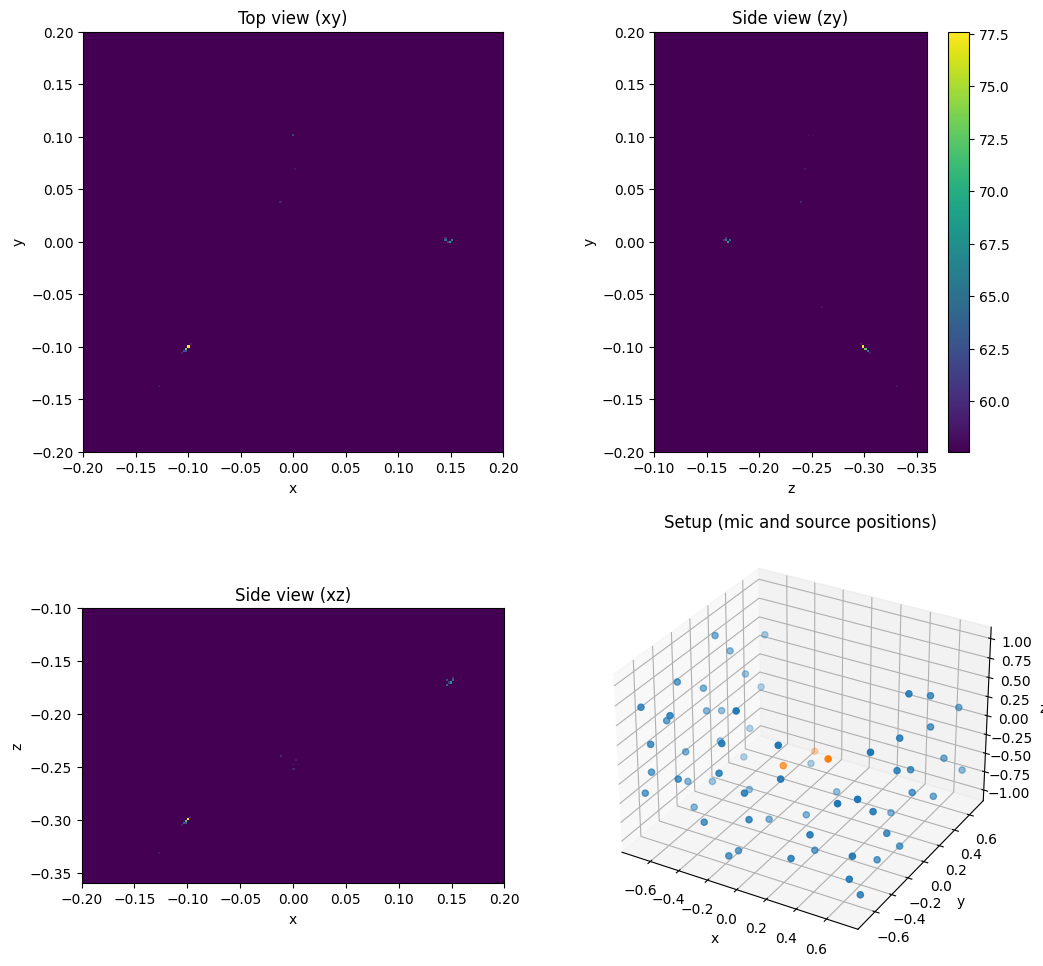 Top view (xy)
0.20
0.15
0.10
0.05
0.00
−0.05
−0.10
−0.15
−0.20
y
−0.20 −0.15 −0.10 −0.05 0.00 0.05 0.10 0.15 0.20
x
Side view (zy)
0.20
0.15
0.10
0.05
0.00
−0.05
−0.10
−0.15
−0.20
y
−0.10 −0.15 −0.20 −0.25 −0.30 −0.35
z
77.5
75.0
72.5
70.0
67.5
65.0
62.5
60.0
Side view (xz)
−0.10
−0.15
−0.20
−0.25
−0.30
−0.35
z
−0.20 −0.15 −0.10 −0.05 0.00 0.05 0.10 0.15 0.20
x
Setup (mic and source positions)
1.00
0.75
0.50
0.25
0.00
−0.25
−0.50
−0.75
−1.00
z
−0.6 −0.4 −0.2 0.0 0.2 0.4 0.6
x
0.6
0.4
0.2
0.0
−0.2
−0.4
−0.6
y